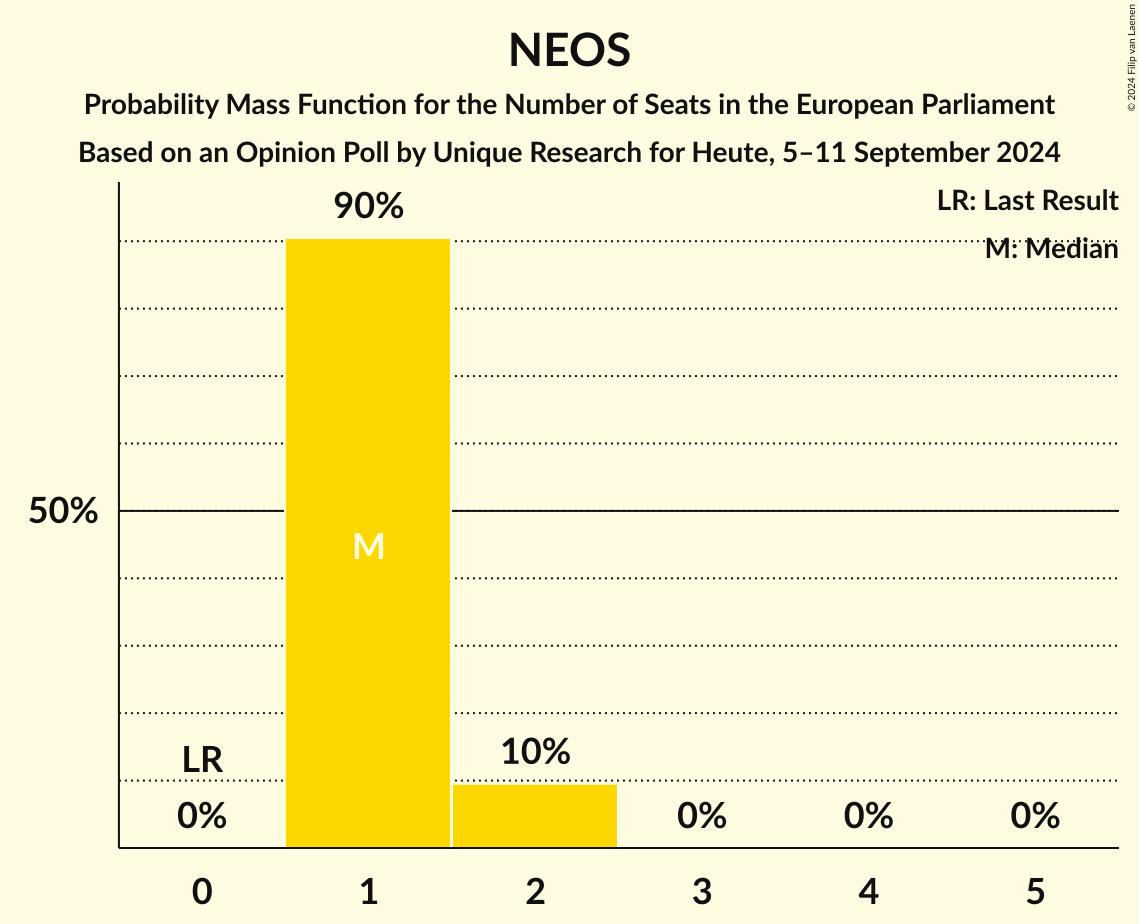 NEOS
Probability Mass Function for the Number of Seats in the European Parliament
Based on an Opinion Poll by Unique Research for Heute, 5–11 September 2024
© 2024 Filip van Laenen
LR: Last Result
M: Median
90%
50%
M
LR
10%
0%
0%
0%
0%
0
1
2
3
4
5